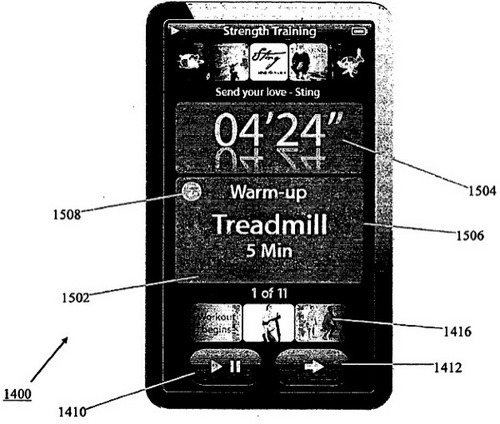 Strength Training
Sting
Send your love - Sting
04'24"
1504
1508
Warm-up
Treadmill
5 Min
1506
1502
1 of 11
Workout
begins
1416
1412
1400
1410